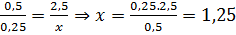 0,5/0,25 = 2,5/x ⇒ x = 0,25.2,5/0,5 = 1,25